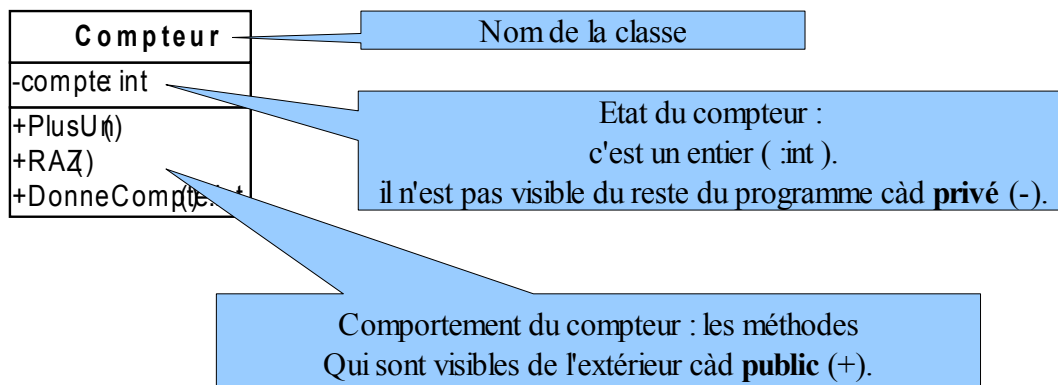 Compteur
Nom de la classe
-compte: int
Etat du compteur :
c'est un entier ( :int ).
il n'est pas visible du reste du programme càd privé (-).
+PlusUn()
+RAZ()
+DonneCompte():int
Comportement du compteur : les méthodes
Qui sont visibles de l'extérieur càd public (+).